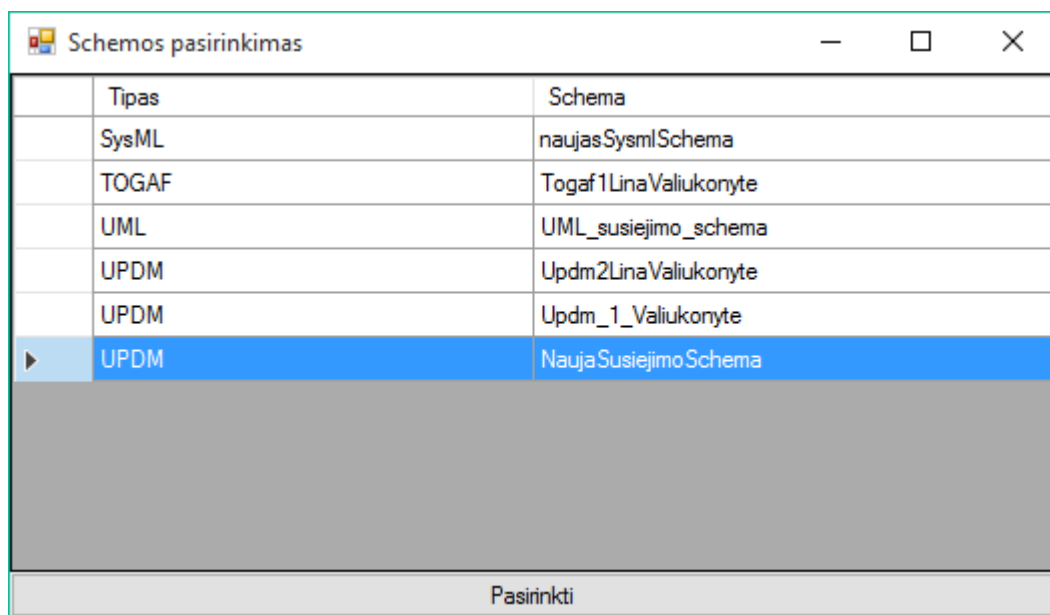 Schemos pasirinkimas
Tipas Schema
SysML naujasSysmlSchema
TOGAF Togaf1LinaValiukonyte
UML UML_susiejimo_schema
UPDM Updm2LinaValiukonyte
UPDM Updm_1_Valiukonyte
UPDM NaujaSusiejimoSchema
Pasirinkti